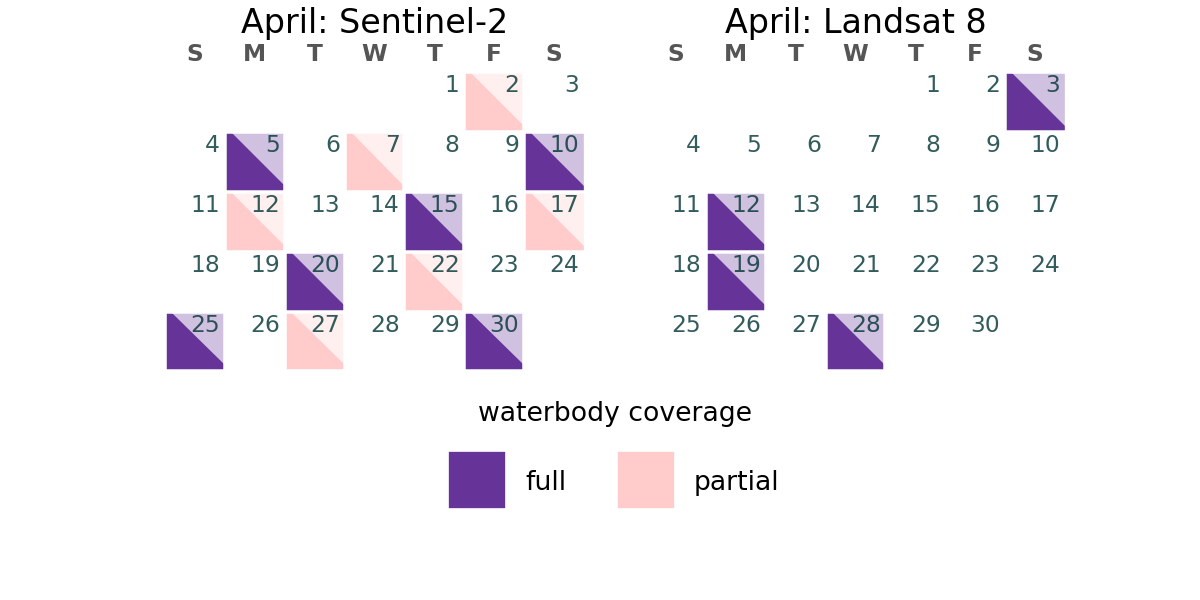 April: Sentinel-2
S M T W T F S
1 2 3
4 5 6 7 8 9 10
11 12 13 14 15 16 17
18 19 20 21 22 23 24
25 26 27 28 29 30
April: Landsat 8
S M T W T F S
1 2 3
4 5 6 7 8 9 10
11 12 13 14 15 16 17
18 19 20 21 22 23 24
25 26 27 28 29 30
waterbody coverage
full
partial